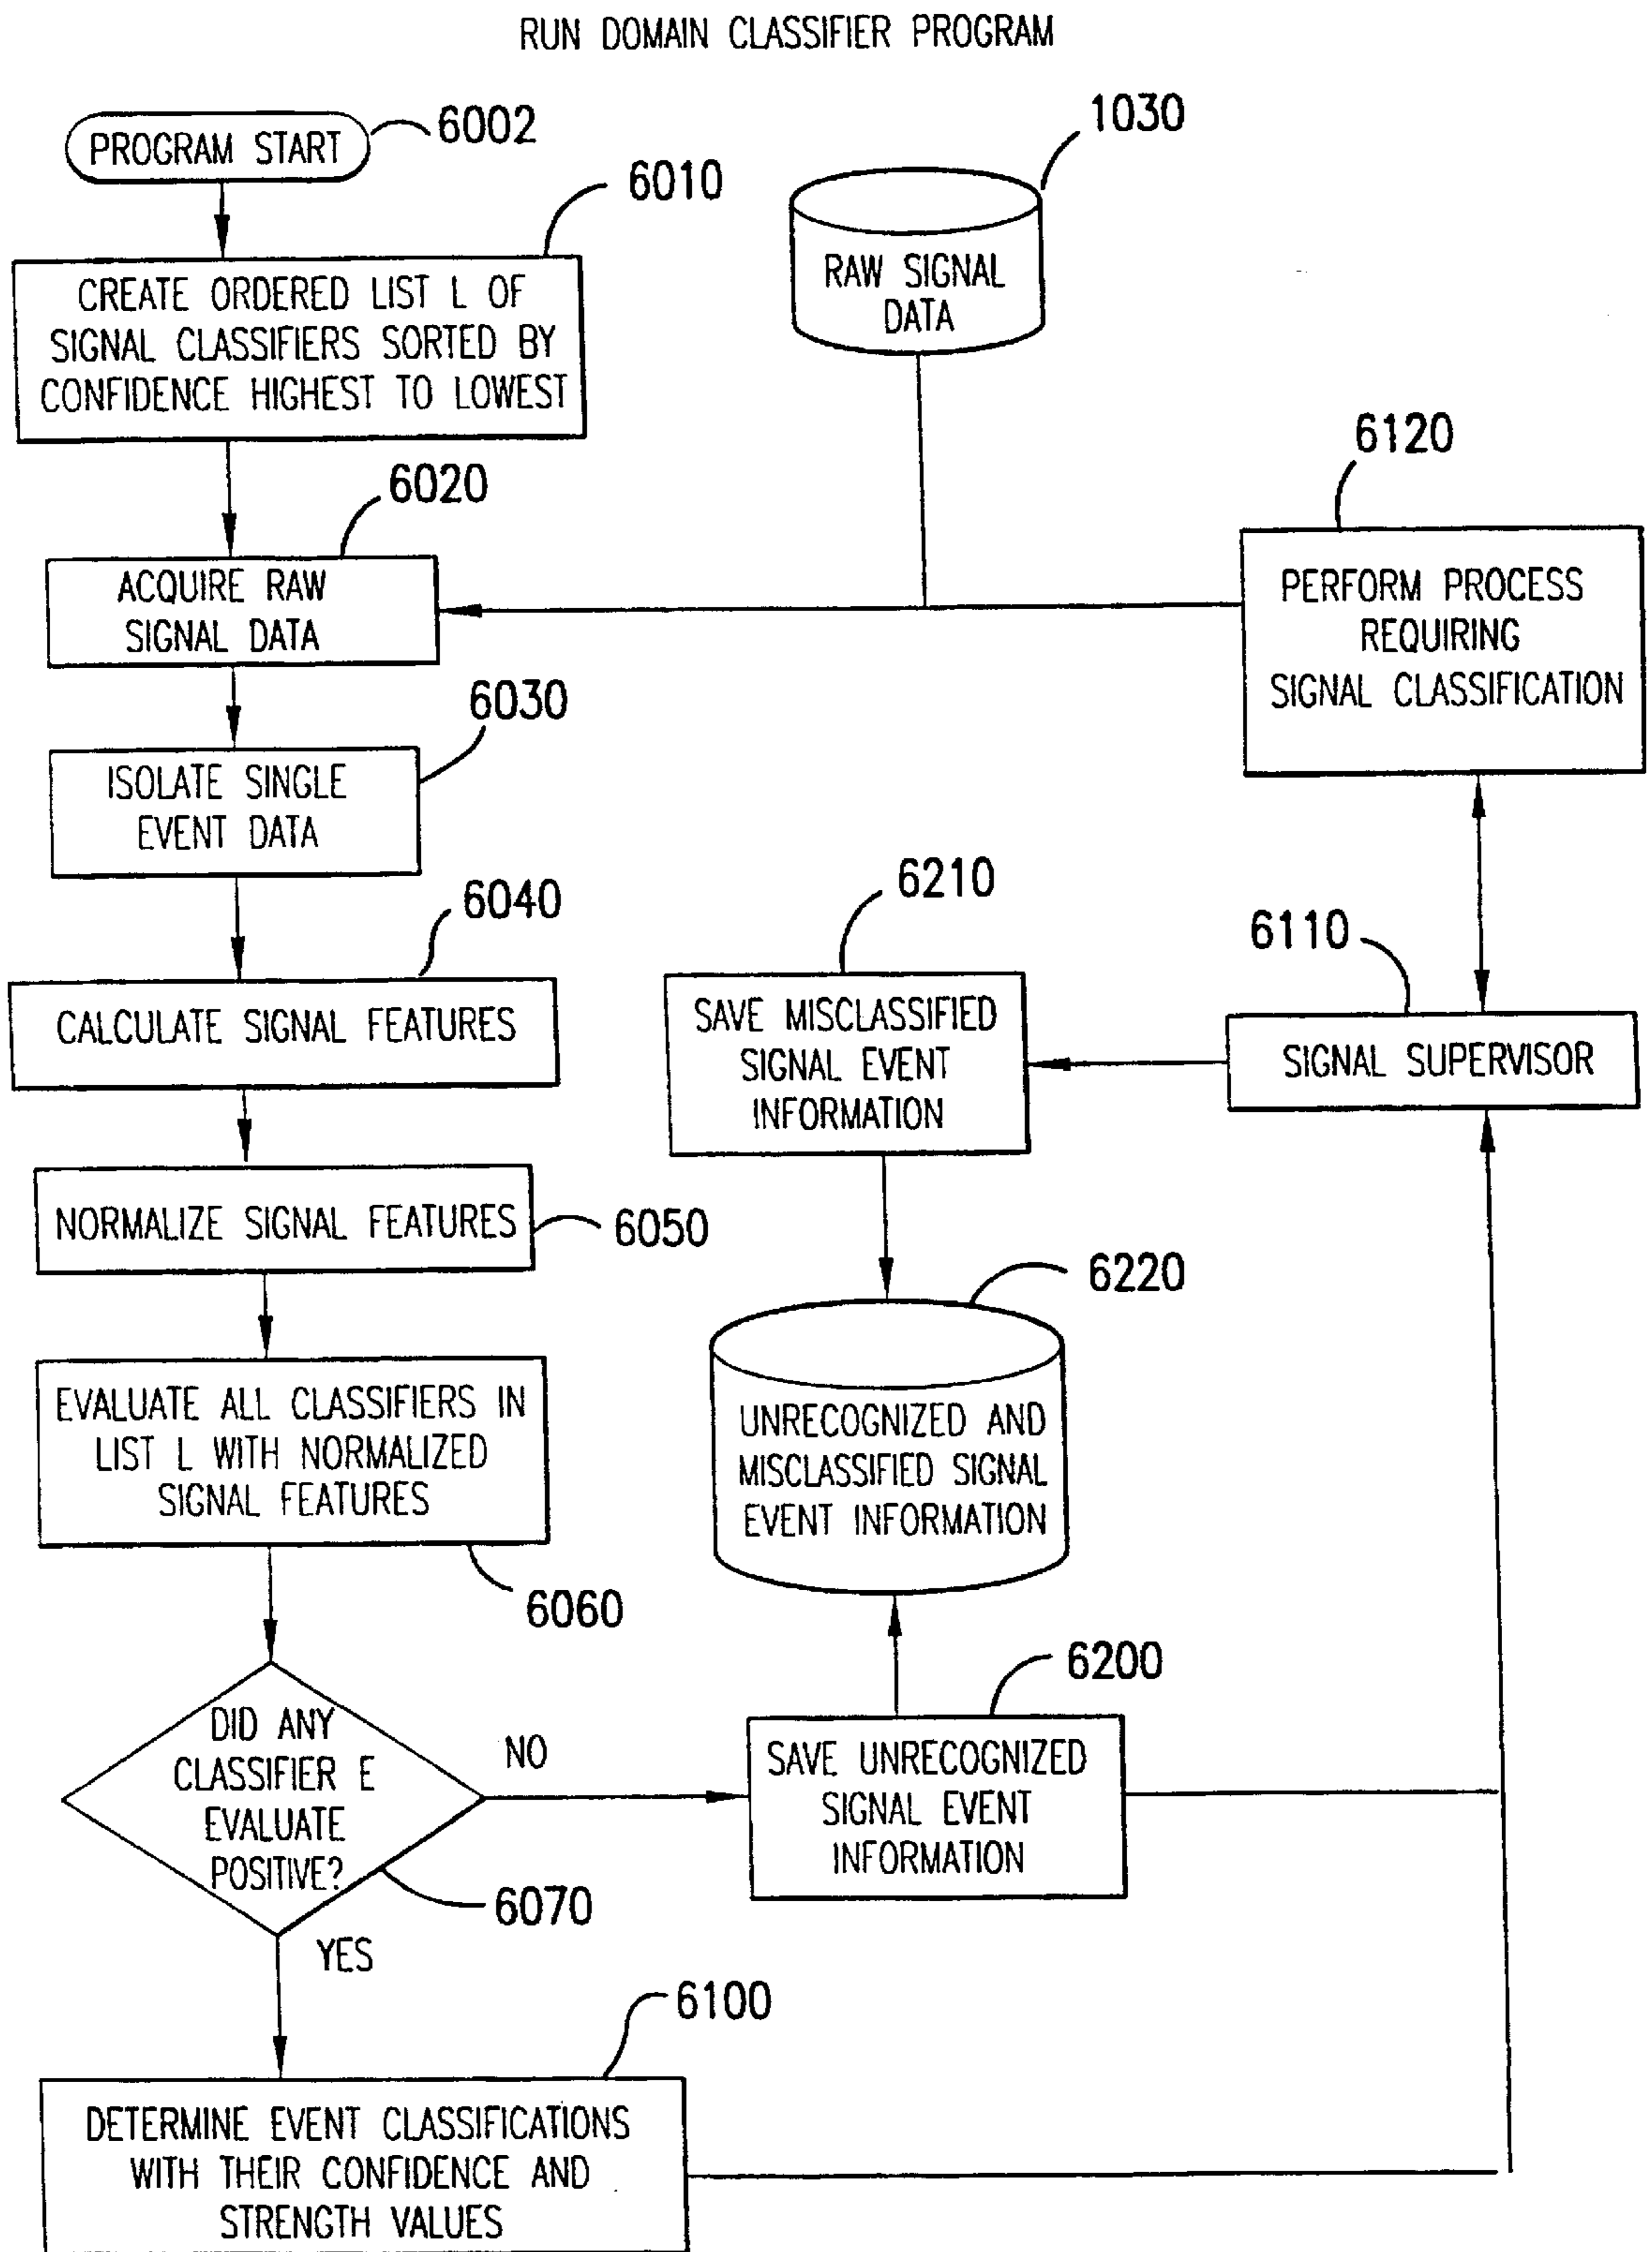 RUN DOMAIN CLASSIFIER PROGRAM
PROGRAM START
6002
1030
6010
CREATE ORDERED LIST L OF
SIGNAL CLASSIFIERS SORTED BY
CONFIDENCE HIGHEST TO LOWEST
RAW SIGNAL
DATA
6120
6020
ACQUIRE RAW
SIGNAL DATA
PERFORM PROCESS
REQUIRING
SIGNAL CLASSIFICATION
6030
ISOLATE SINGLE
EVENT DATA
6040
CALCULATE SIGNAL FEATURES
6210
SAVE MISCLASSIFIED
SIGNAL EVENT
INFORMATION
6110
SIGNAL SUPERVISOR
NORMALIZE SIGNAL FEATURES
6050
6220
UNRECOGNIZED AND
MISCLASSIFIED SIGNAL
EVENT INFORMATION
EVALUATE ALL CLASSIFIERS IN
LIST L WITH NORMALIZED
SIGNAL FEATURES
6060
DID ANY
CLASSIFIER E
EVALUATE
POSITIVE?
6070
NO
6200
SAVE UNRECOGNIZED
SIGNAL EVENT
INFORMATION
YES
6100
DETERMINE EVENT CLASSIFICATIONS
WITH THEIR CONFIDENCE AND
STRENGTH VALUES